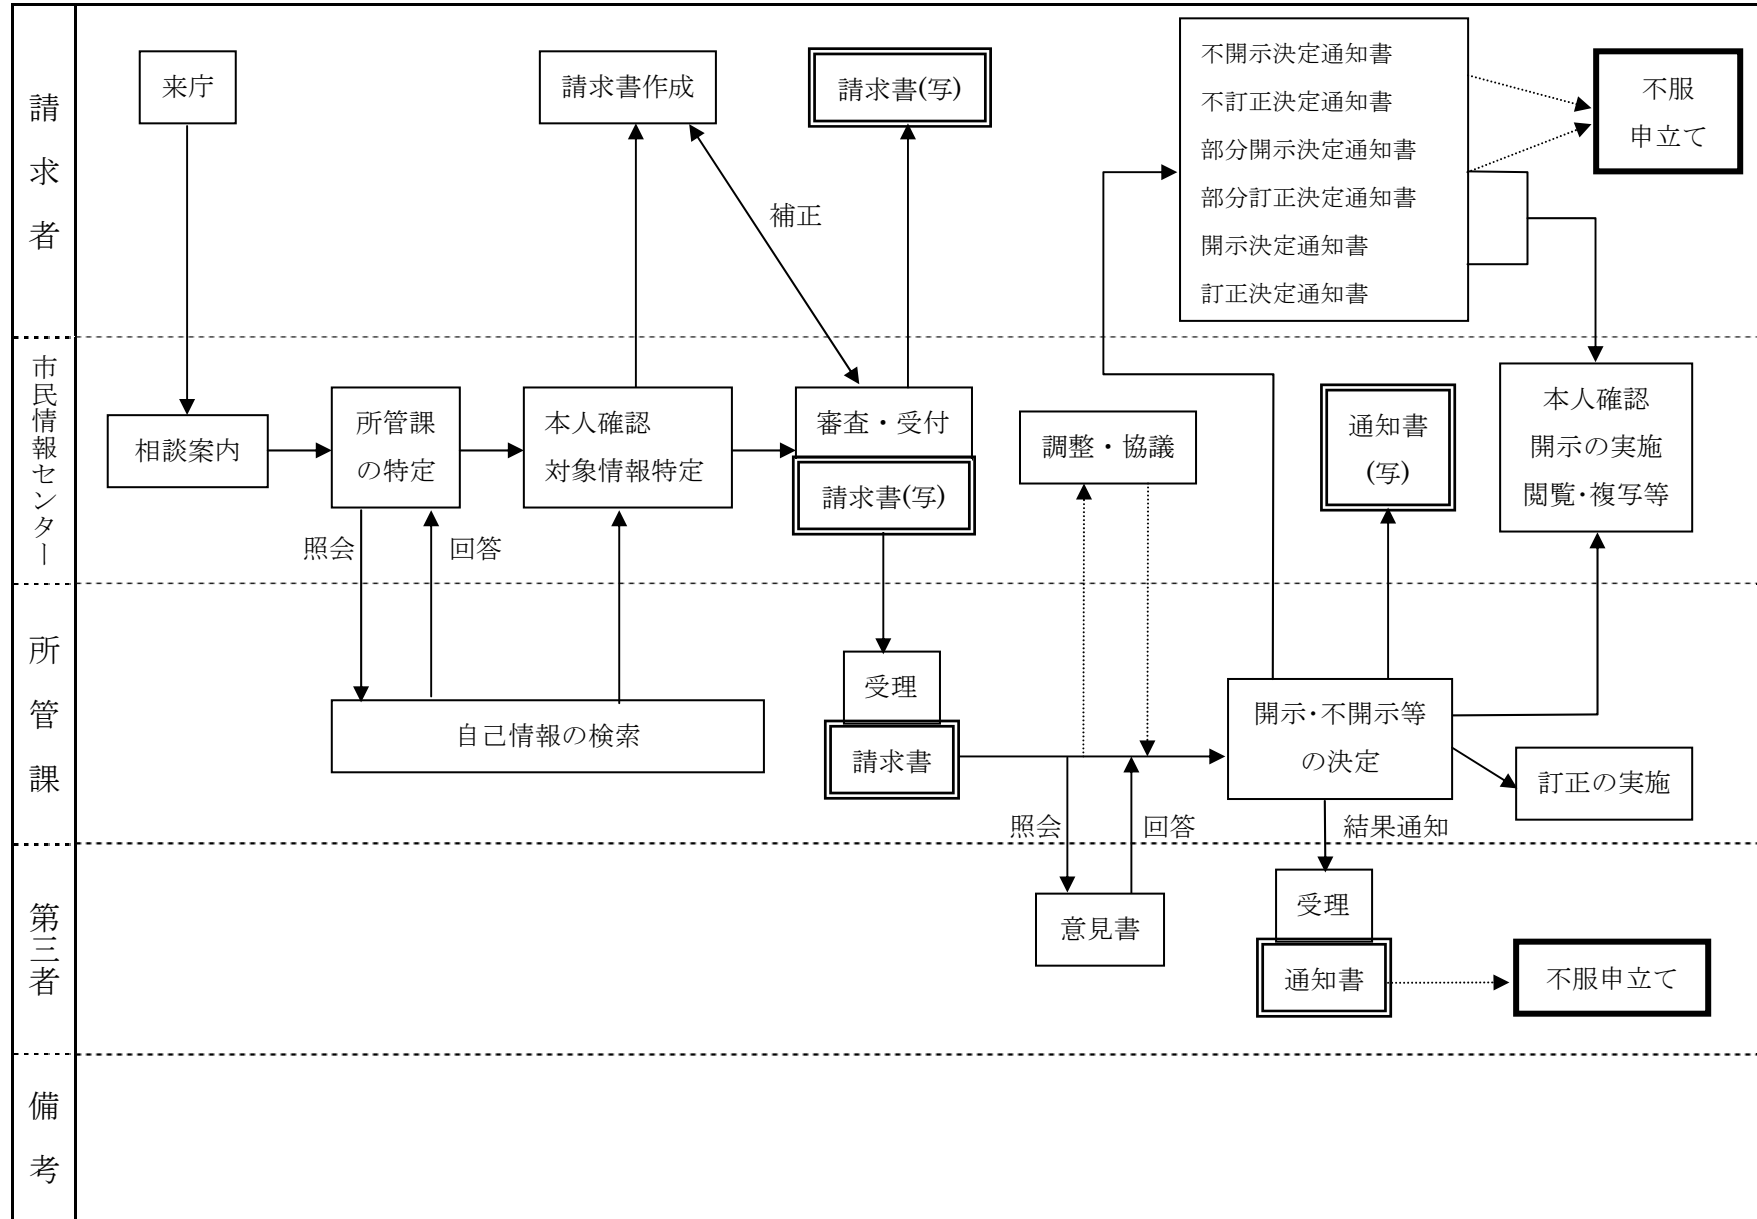 請求者
来庁
請求書作成
請求書(写)
不開示決定通知書
不訂正決定通知書
部分開示決定通知書
部分訂正決定通知書
開示決定通知書
訂正決定通知書
不服
申立て
補正
市民情報センター
相談案内
所管課
の特定
本人確認
対象情報特定
審査・受付
請求書(写)
調整・協議
通知書
(写)
本人確認
開示の実施
閲覧・複写等
照会
回答
所管課
自己情報の検索
受理
請求書
開示・不開示等
の決定
訂正の実施
照会
回答
結果通知
第三者
意見書
受理
通知書
不服申立て
備考